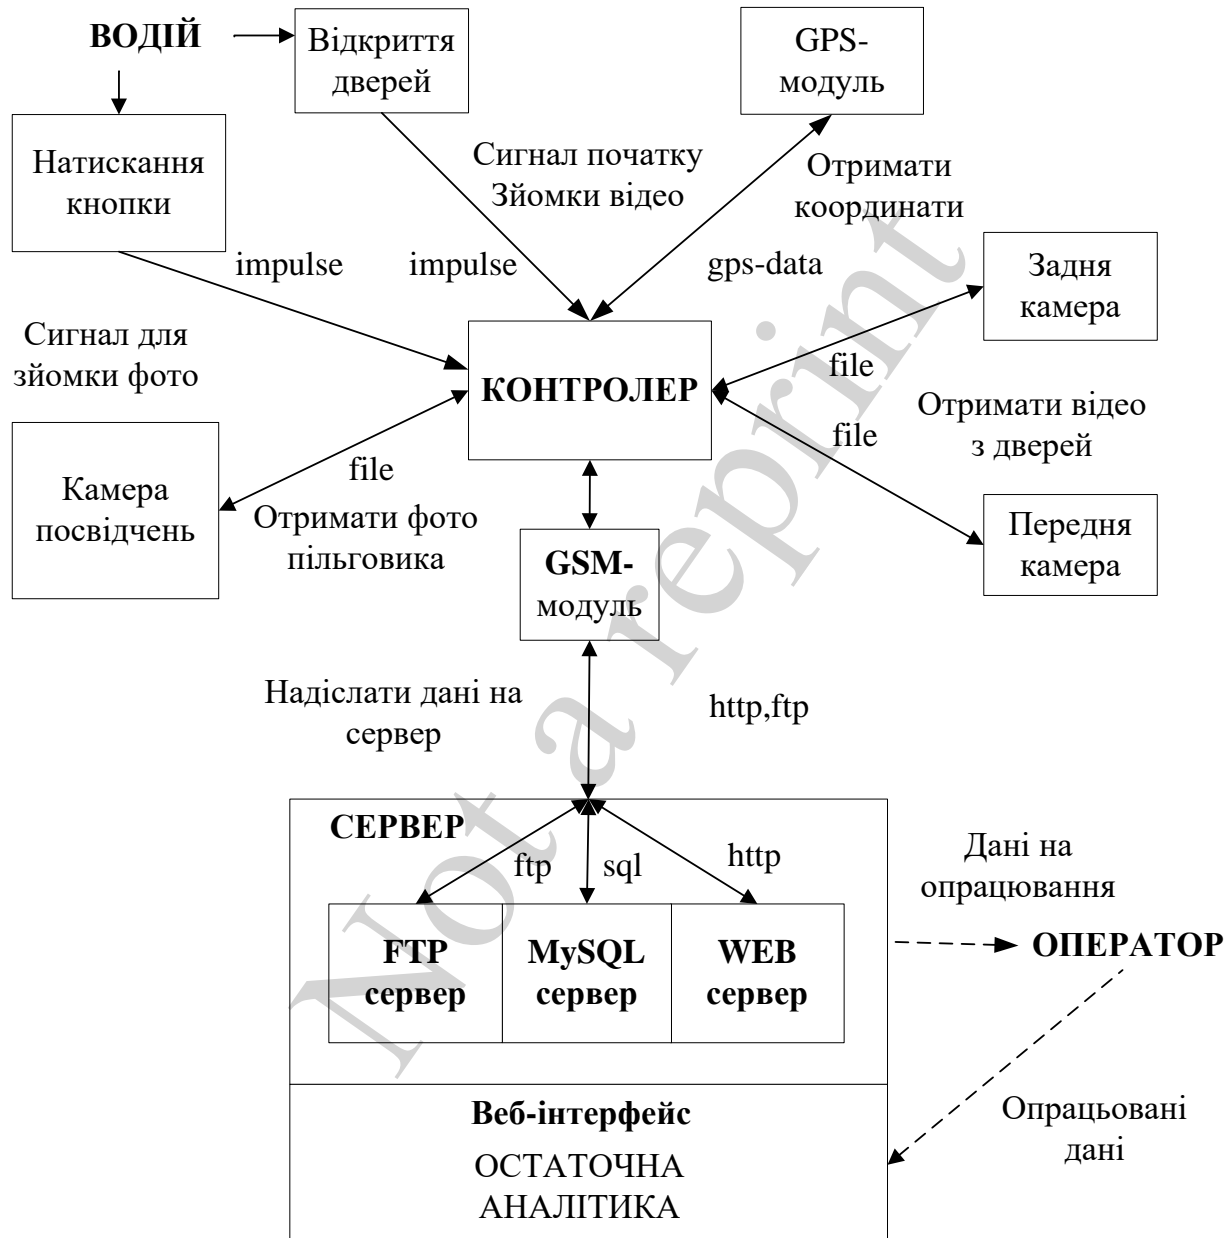 ВОДІЙ
Відкриття
дверей
GPS-
модуль
Натискання
кнопки
Сигнал початку
Зйомки відео
Отримати
координати
impulse
impulse
gps-data
Задня
камера
Сигнал для
зйомки фото
КОНТРОЛЕР
file
Отримати відео
з дверей
file
Камера
посвідчень
file
Отримати фото
пільговика
GSM-
модуль
Передня
камера
Надіслати дані на
сервер
http,ftp
СЕРВЕР
ftp
sql
http
Дані на
опрацювання
FTP
сервер
MySQL
сервер
WEB
сервер
ОПЕРАТОР
Веб-інтерфейс
ОСТАТОЧНА
АНАЛІТИКА
Опрацьовані
дані
Not a reprint